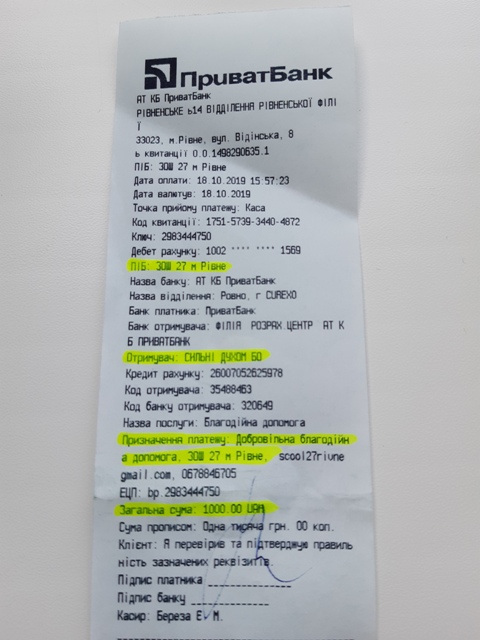 ПриватБанк
АТ КБ ПриватБанк
РІВНЕНСЬКЕ ь14 ВІДДІЛЕННЯ РІВНЕНСЬКОЇ ФІЛІ
Ї
33023, м.Рівне, вул. Відінська, 8
ь квитанції 0.0.1498290635.1
ПІБ: ЗОШ 27 м Рівне
Дата оплати: 18.10.2019 15:57:23
Дата валютув: 18.10.2019
Точка прийому платежу: Каса
Код квитанції: 1751-5739-3440-4872
Ключ: 2983444750
Дебет рахунку: 1002 **** **** 1569
ПІБ: ЗОШ 27 м Рівне
Назва банку: АТ КБ ПриватБанк
Назва відділення: Ровно, г CUREXO
Банк платника: ПриватБанк
Банк отримувача: ФІЛІЯ РОЗРАХ.ЦЕНТР АТ К
Б ПРИВАТБАНК
Отримувач: СИЛЬНІ ДУХОМ БО
Кредит рахунку: 26007052625978
Код отримувача: 35488463
Код банку отримувача: 320649
Назва послуги: Благодійна допомога
Призначення платежу: Добровільна благодійн
а допомога, ЗОШ 27 м Рівне, scool27rivne
gmail.com, 0678846705
ЕЦП: bp.2983444750
Загальна сума: 1000.00 UAH
Сума прописом: Одна тисяча грн. 00 коп.
Клієнт: Я перевірив та підтверджую правиль
ність зазначених реквізитів.
Підпис платника
Підпис банку
Касир: Береза Е. М.